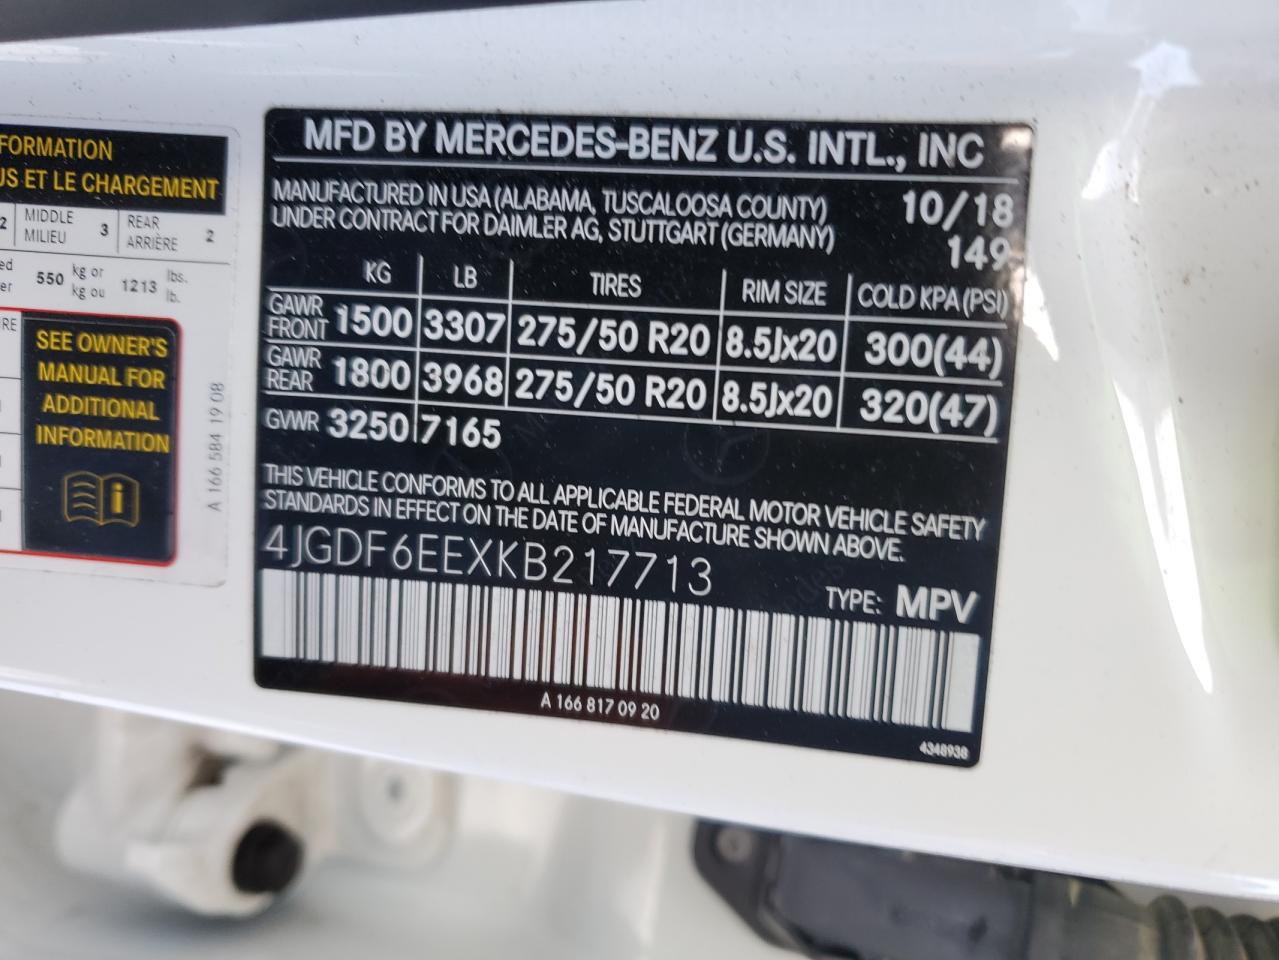 FORMATION
US ET LE CHARGEMENT
2 MIDDLE MILIEU 3 REAR ARRIÈRE 2
550 kg or kg ou 1213 lbs. lb.
SEE OWNER'S
MANUAL FOR
ADDITIONAL
INFORMATION
A 166 584 19 08
MFD BY MERCEDES-BENZ U.S. INTL., INC
MANUFACTURED IN USA (ALABAMA, TUSCALOOSA COUNTY) 10/18
UNDER CONTRACT FOR DAIMLER AG, STUTTGART (GERMANY) 149
KG LB TIRES RIM SIZE COLD KPA (PSI)
GAWR FRONT 1500 3307 275/50 R20 8.5Jx20 300(44)
GAWR REAR 1800 3968 275/50 R20 8.5Jx20 320(47)
GVWR 3250 7165
THIS VEHICLE CONFORMS TO ALL APPLICABLE FEDERAL MOTOR VEHICLE SAFETY
STANDARDS IN EFFECT ON THE DATE OF MANUFACTURE SHOWN ABOVE.
4JGDF6EEXKB217713
TYPE: MPV
A 166 817 09 20
4348938